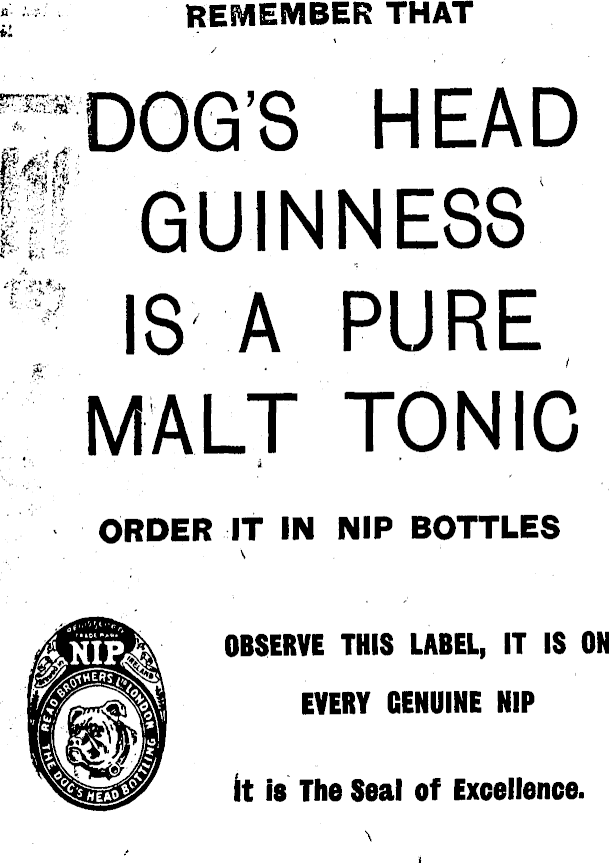 REMEMBER THAT
DOG'S HEAD
GUINNESS
IS A PURE
MALT TONIC
ORDER IT IN NIP BOTTLES
OBSERVE THIS LABEL, IT IS ON
EVERY GENUINE NIP
It is The Seal of Excellence.
TRADE MARK
NIP
IRELAND
READ BROTHERS LTD LONDON
THE DOG'S HEAD BOTTLING